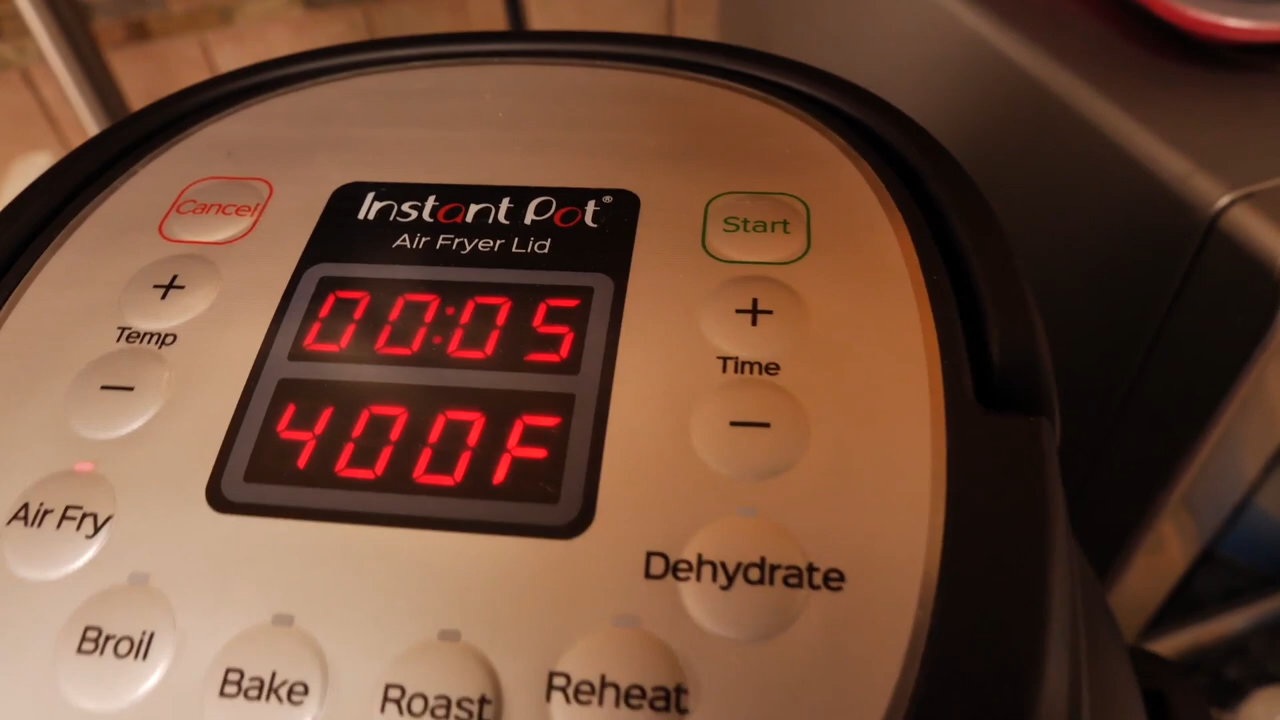 Instant Pot®
Air Fryer Lid
Cancel
Start
+
Temp
−
+
Time
−
00:05
400F
Air Fry
Broil
Bake
Roast
Reheat
Dehydrate